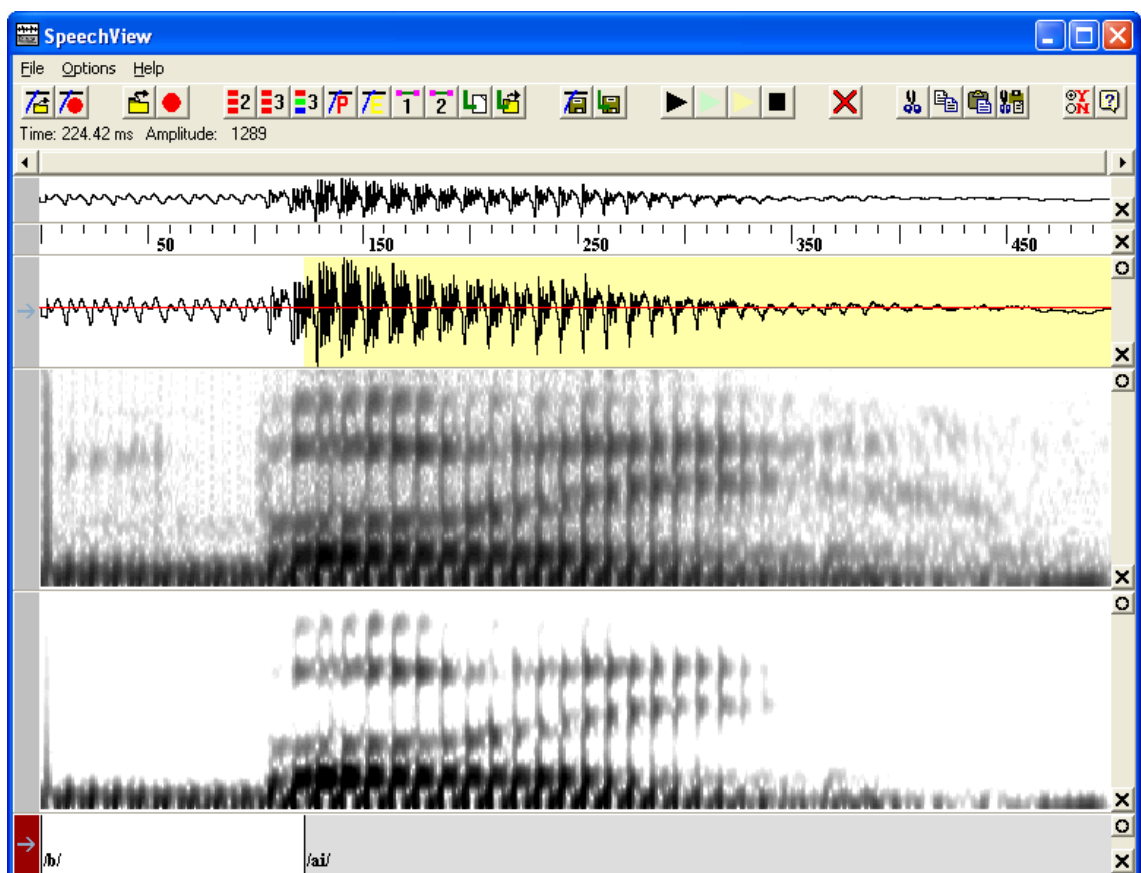 SpeechView
File Options Help
2 3 3 P E 1 2
Time: 224.42 ms Amplitude: 1289
50 150 250 350 450
/b/ /ai/